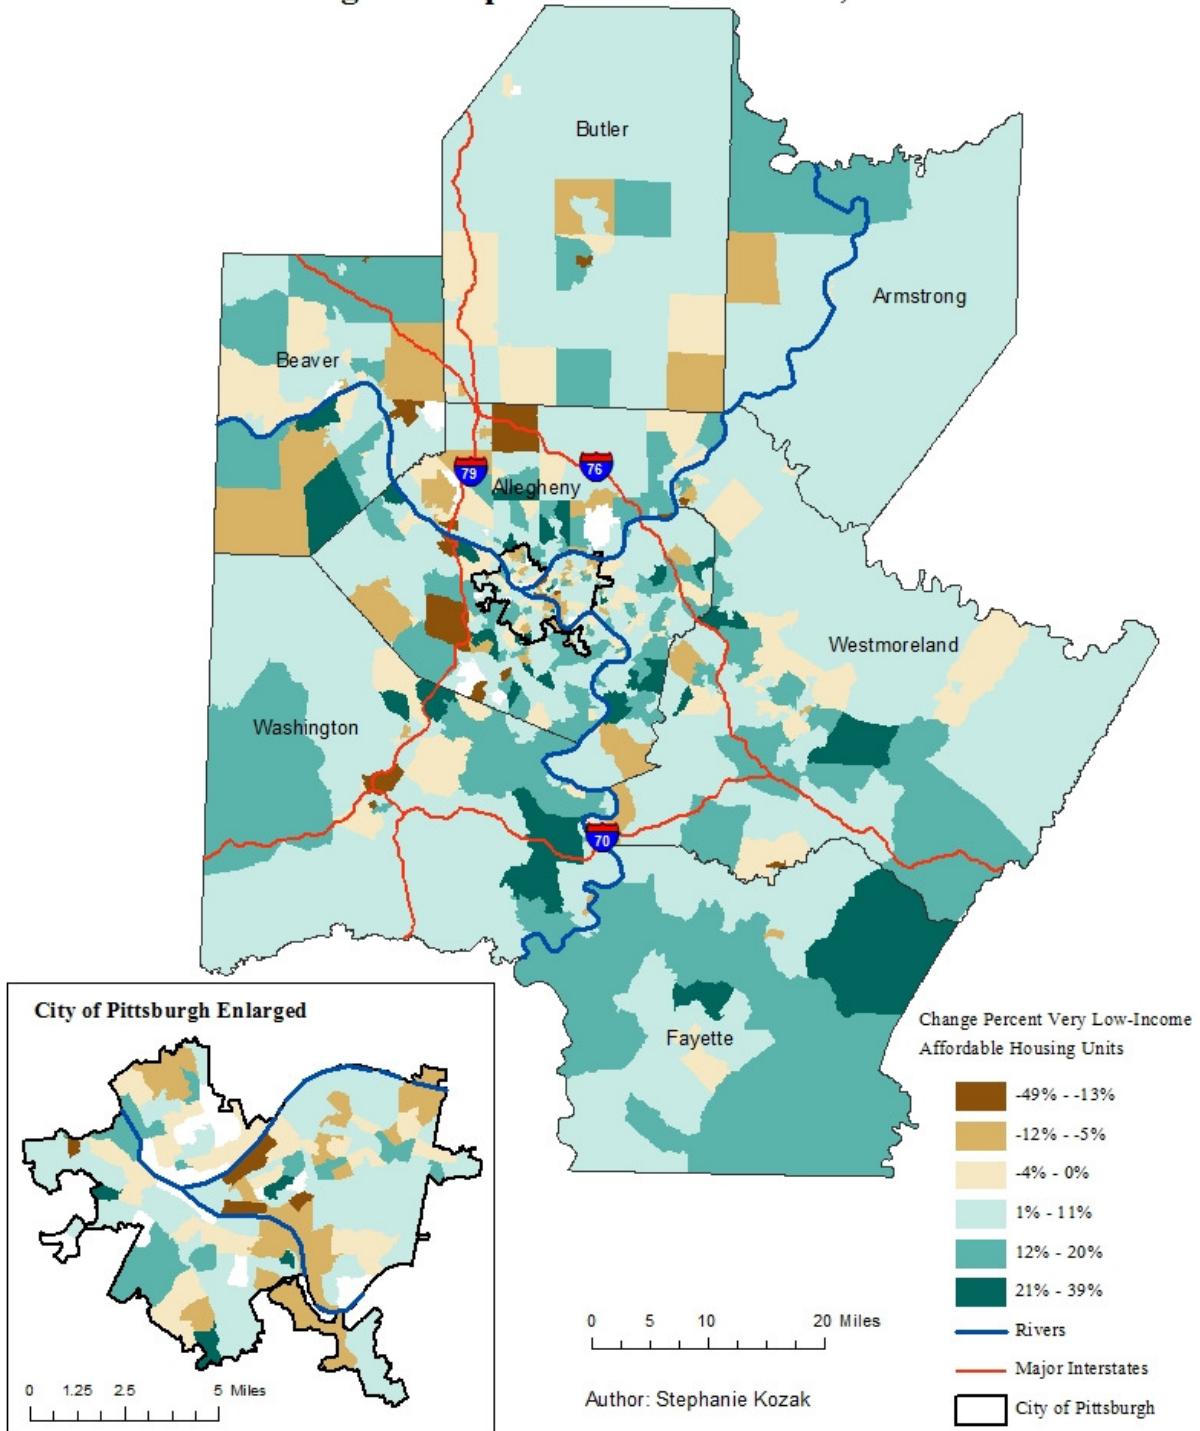 Butler
Armstrong
Beaver
79
76
Allegheny
Westmoreland
Washington
70
Fayette
City of Pittsburgh Enlarged
0 1.25 2.5 5 Miles
0 5 10 20 Miles
Author: Stephanie Kozak
Change Percent Very Low-Income
Affordable Housing Units
-49% - -13%
-12% - -5%
-4% - 0%
1% - 11%
12% - 20%
21% - 39%
Rivers
Major Interstates
City of Pittsburgh